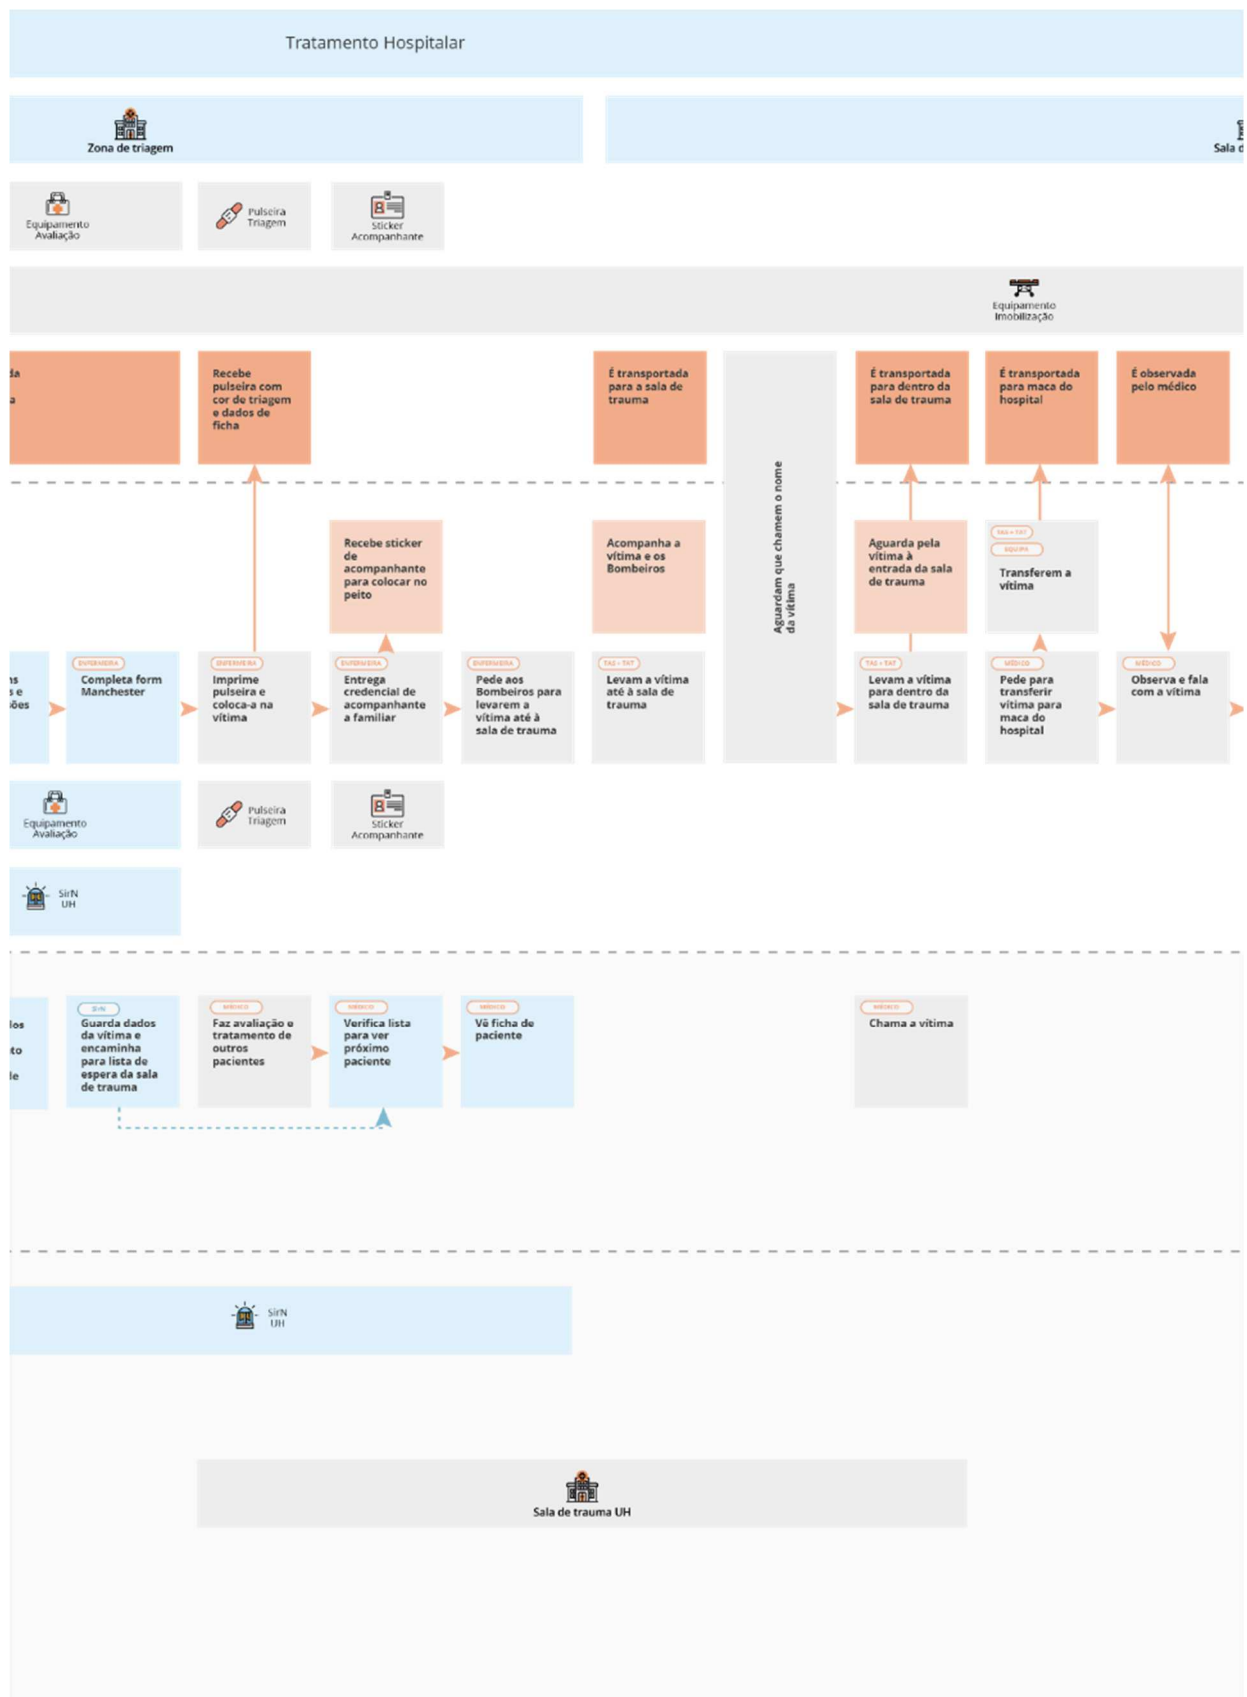 Tratamento Hospitalar
Zona de triagem
Sala d
Equipamento
Avaliação
Pulseira
Triagem
Sticker
Acompanhante
Equipamento
Imobilização
da
a
Recebe
pulseira com
cor de triagem
e dados de
ficha
É transportada
para a sala de
trauma
É transportada
para dentro da
sala de trauma
É transportada
para maca do
hospital
É observada
pelo médico
Recebe sticker
de
acompanhante
para colocar no
peito
Acompanha a
vítima e os
Bombeiros
Aguardam que chamem o nome
da vítima
Aguarda pela
vítima à
entrada da sala
de trauma
TAS + TAT
EQUIPA
Transferem a
vítima
ns
s e
ões
ENFERMEIRA
Completa form
Manchester
ENFERMEIRA
Imprime
pulseira e
coloca-a na
vítima
ENFERMEIRA
Entrega
credencial de
acompanhante
a familiar
ENFERMEIRA
Pede aos
Bombeiros para
levarem a
vítima até à
sala de trauma
TAS + TAT
Levam a vítima
até à sala de
trauma
TAS + TAT
Levam a vítima
para dentro da
sala de trauma
MÉDICO
Pede para
transferir
vítima para
maca do
hospital
MÉDICO
Observa e fala
com a vítima
Equipamento
Avaliação
Pulseira
Triagem
Sticker
Acompanhante
SirN
UH
los
to
le
SirN
Guarda dados
da vítima e
encaminha
para lista de
espera da sala
de trauma
MÉDICO
Faz avaliação e
tratamento de
outros
pacientes
MÉDICO
Verifica lista
para ver
próximo
paciente
MÉDICO
Vê ficha de
paciente
MÉDICO
Chama a vítima
SirN
UH
Sala de trauma UH